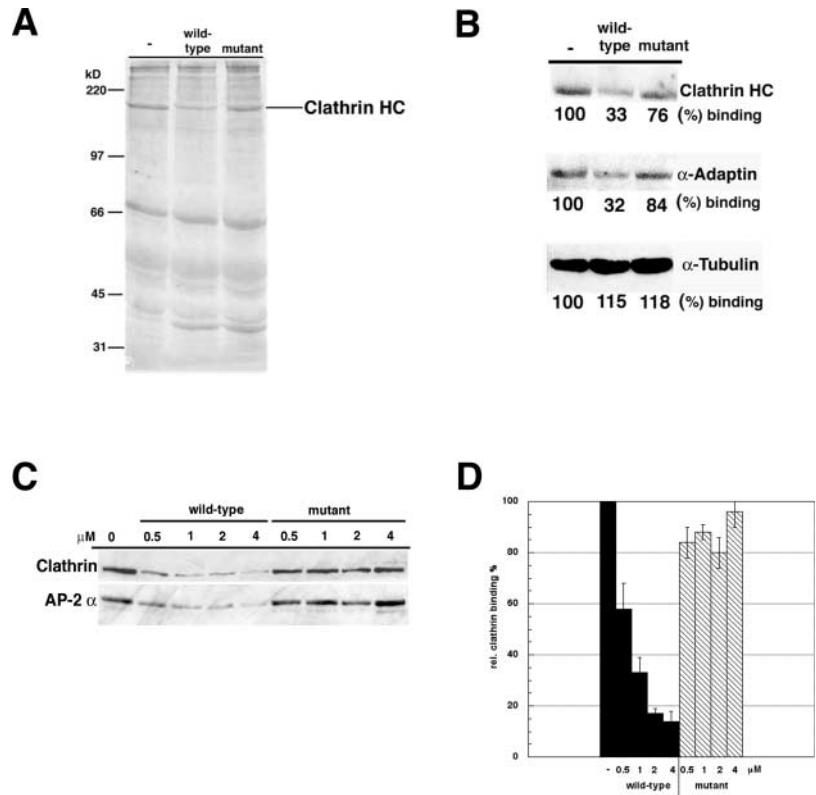 A
- wild-type mutant
kD
220
Clathrin HC
97
66
45
31
B
- wild-type mutant
Clathrin HC
100 33 76 (%) binding
α-Adaptin
100 32 84 (%) binding
α-Tubulin
100 115 118 (%) binding
C
wild-type mutant
μM 0 0.5 1 2 4 0.5 1 2 4
Clathrin
AP-2 α
D
100
80
60
40
20
0
rel. clathrin binding %
- 0.5 1 2 4 0.5 1 2 4 μM
wild-type mutant